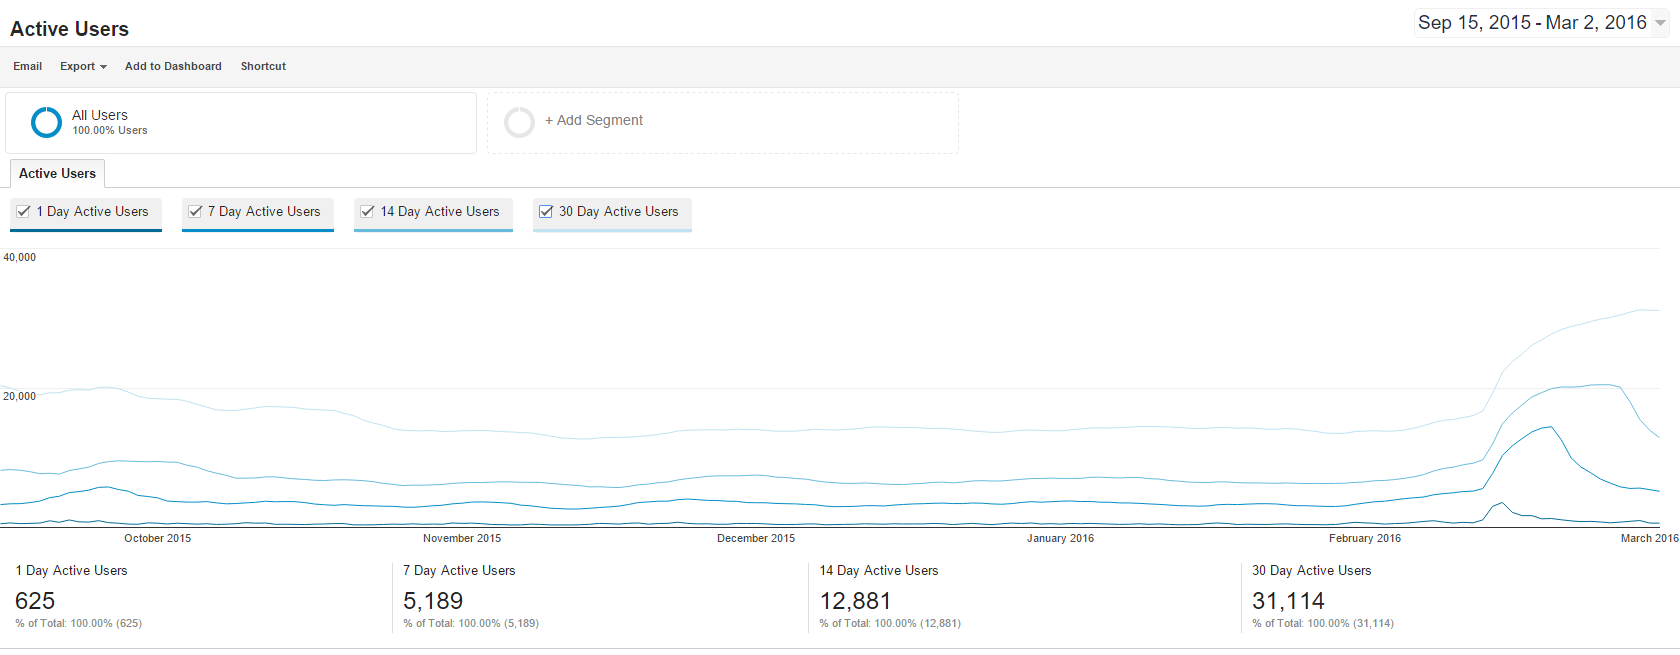 Active Users
Sep 15, 2015 - Mar 2, 2016
Email Export Add to Dashboard Shortcut
All Users
100.00% Users
+ Add Segment
Active Users
1 Day Active Users 7 Day Active Users 14 Day Active Users 30 Day Active Users
40,000
20,000
October 2015 November 2015 December 2015 January 2016 February 2016 March 2016
1 Day Active Users 7 Day Active Users 14 Day Active Users 30 Day Active Users
625 5,189 12,881 31,114
% of Total: 100.00% (625) % of Total: 100.00% (5,189) % of Total: 100.00% (12,881) % of Total: 100.00% (31,114)